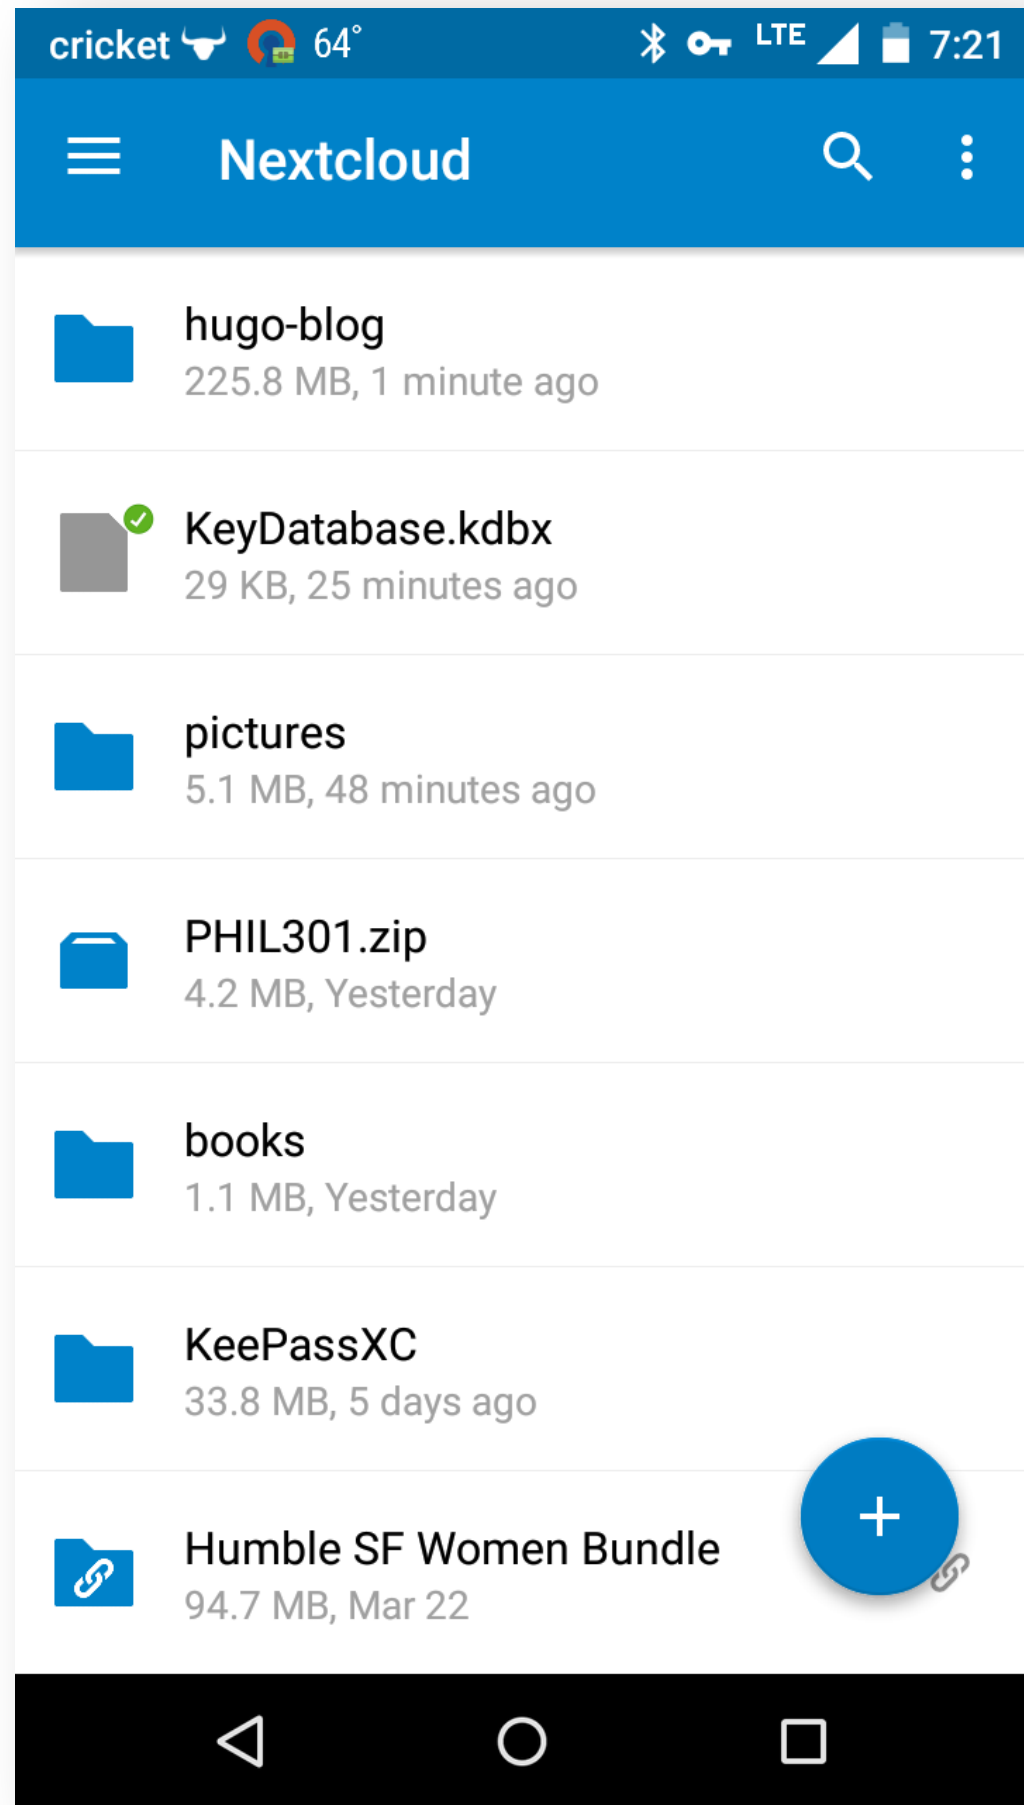 cricket 64° LTE 7:21
Nextcloud
hugo-blog
225.8 MB, 1 minute ago
KeyDatabase.kdbx
29 KB, 25 minutes ago
pictures
5.1 MB, 48 minutes ago
PHIL301.zip
4.2 MB, Yesterday
books
1.1 MB, Yesterday
KeePassXC
33.8 MB, 5 days ago
Humble SF Women Bundle
94.7 MB, Mar 22